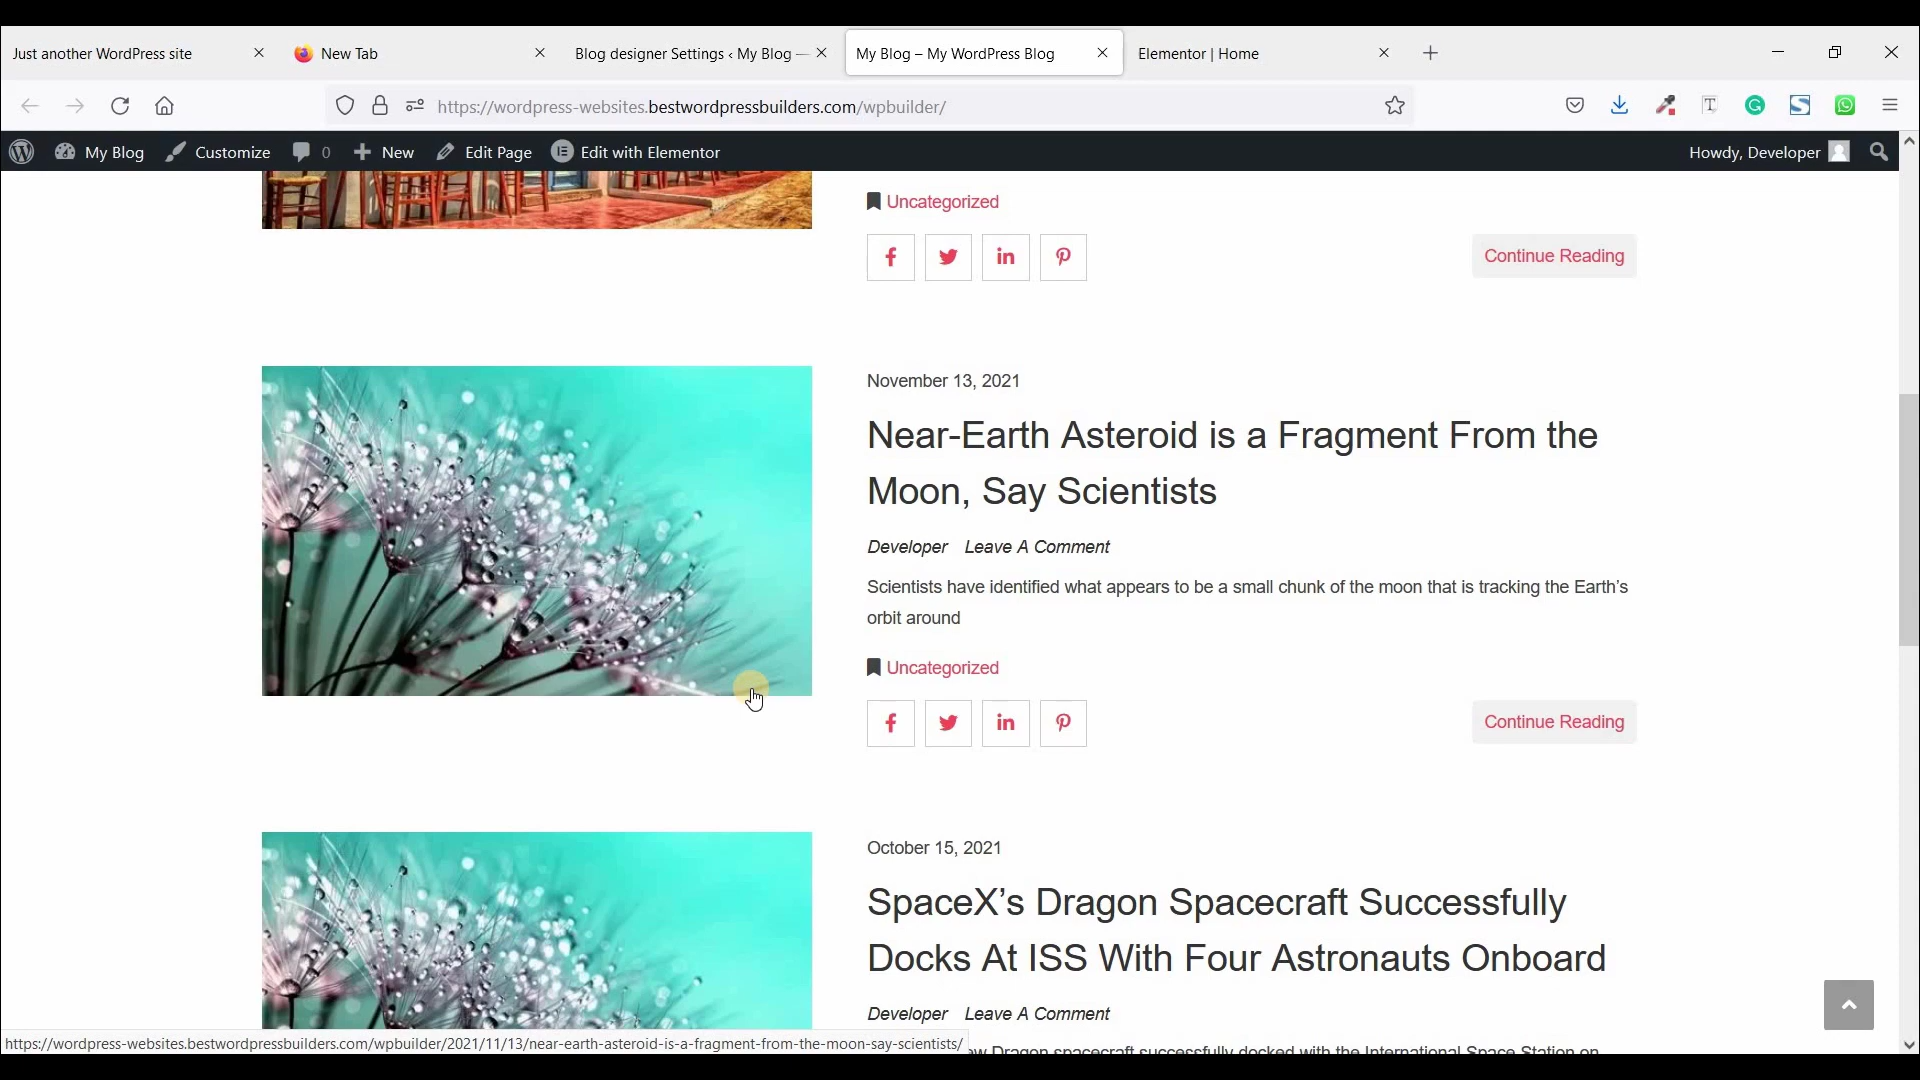 Just another WordPress site
New Tab
Blog designer Settings ‹ My Blog —
My Blog – My WordPress Blog
Elementor | Home
https://wordpress-websites.bestwordpressbuilders.com/wpbuilder/
My Blog
Customize
0
New
Edit Page
Edit with Elementor
Howdy, Developer
Uncategorized
Continue Reading
November 13, 2021
Near-Earth Asteroid is a Fragment From the
Moon, Say Scientists
Developer Leave A Comment
Scientists have identified what appears to be a small chunk of the moon that is tracking the Earth’s
orbit around
Uncategorized
Continue Reading
October 15, 2021
SpaceX’s Dragon Spacecraft Successfully
Docks At ISS With Four Astronauts Onboard
Developer Leave A Comment
Dragon spacecraft successfully docked with the International Space Station on
https://wordpress-websites.bestwordpressbuilders.com/wpbuilder/2021/11/13/near-earth-asteroid-is-a-fragment-from-the-moon-say-scientists/